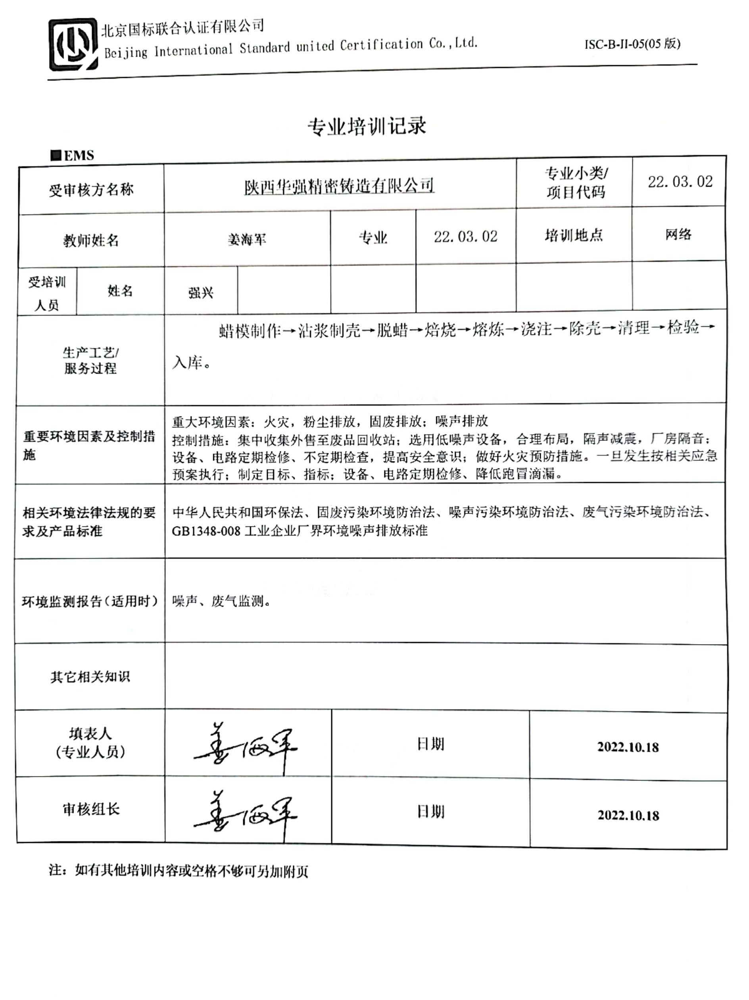 北京国标联合认证有限公司
Beijing International Standard united Certification Co.,Ltd.
ISC-B-II-05(05 版)
专业培训记录
■EMS
受审核方名称
陕西华强精密铸造有限公司
专业小类/
项目代码
22.03.02
教师姓名
姜海军
专业
22.03.02
培训地点
网络
受培训
人员
姓名
强兴
生产工艺/
服务过程
蜡模制作→沾浆制壳→脱蜡→焙烧→熔炼→浇注→除壳→清理→检验→
入库。
重要环境因素及控制措
施
重大环境因素：火灾，粉尘排放，固废排放；噪声排放
控制措施：集中收集外售至废品回收站；选用低噪声设备，合理布局，隔声减震，厂房隔音；
设备、电路定期检修、不定期检查，提高安全意识；做好火灾预防措施。一旦发生按相关应急
预案执行；制定目标、指标；设备、电路定期检修、降低跑冒滴漏。
相关环境法律法规的要
求及产品标准
中华人民共和国环保法、固废污染环境防治法、噪声污染环境防治法、废气污染环境防治法、
GB1348-008 工业企业厂界环境噪声排放标准
环境监测报告（适用时）
噪声、废气监测。
其它相关知识
填表人
（专业人员）
姜海军
日期
2022.10.18
审核组长
姜海军
日期
2022.10.18
注：如有其他培训内容或空格不够可另加附页